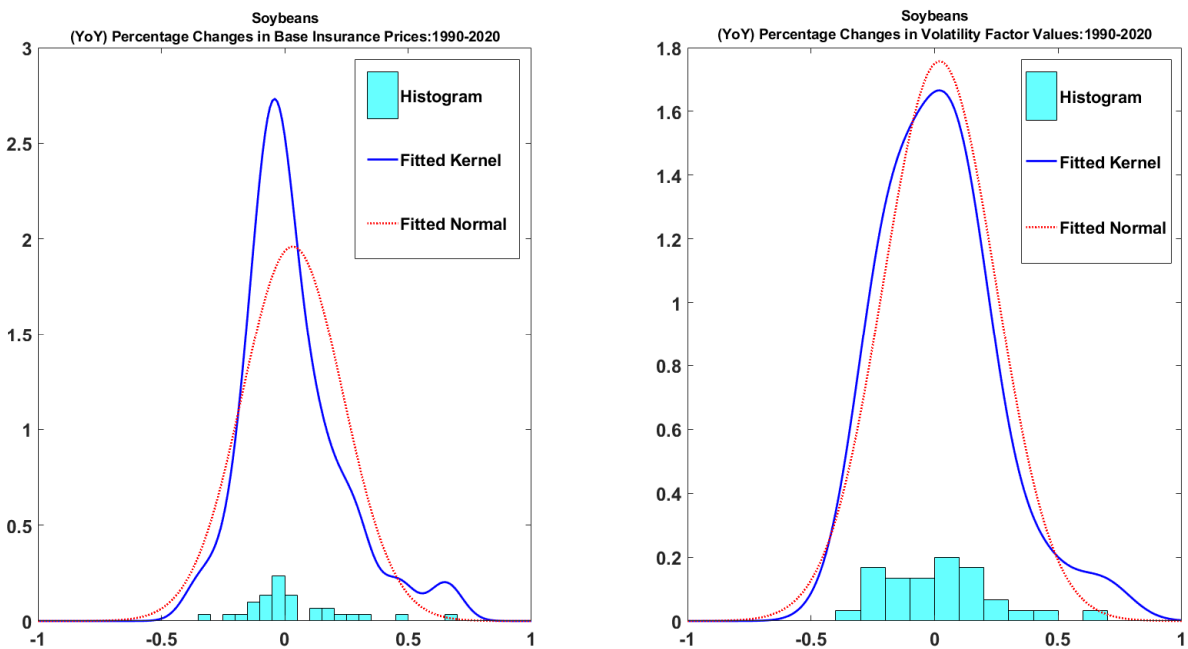 Soybeans
(YoY) Percentage Changes in Base Insurance Prices:1990-2020
3
2.5
2
1.5
1
0.5
0
-1
-0.5
0
0.5
1
Histogram
Fitted Kernel
Fitted Normal
Soybeans
(YoY) Percentage Changes in Volatility Factor Values:1990-2020
1.8
1.6
1.4
1.2
1
0.8
0.6
0.4
0.2
0
-1
-0.5
0
0.5
1
Histogram
Fitted Kernel
Fitted Normal